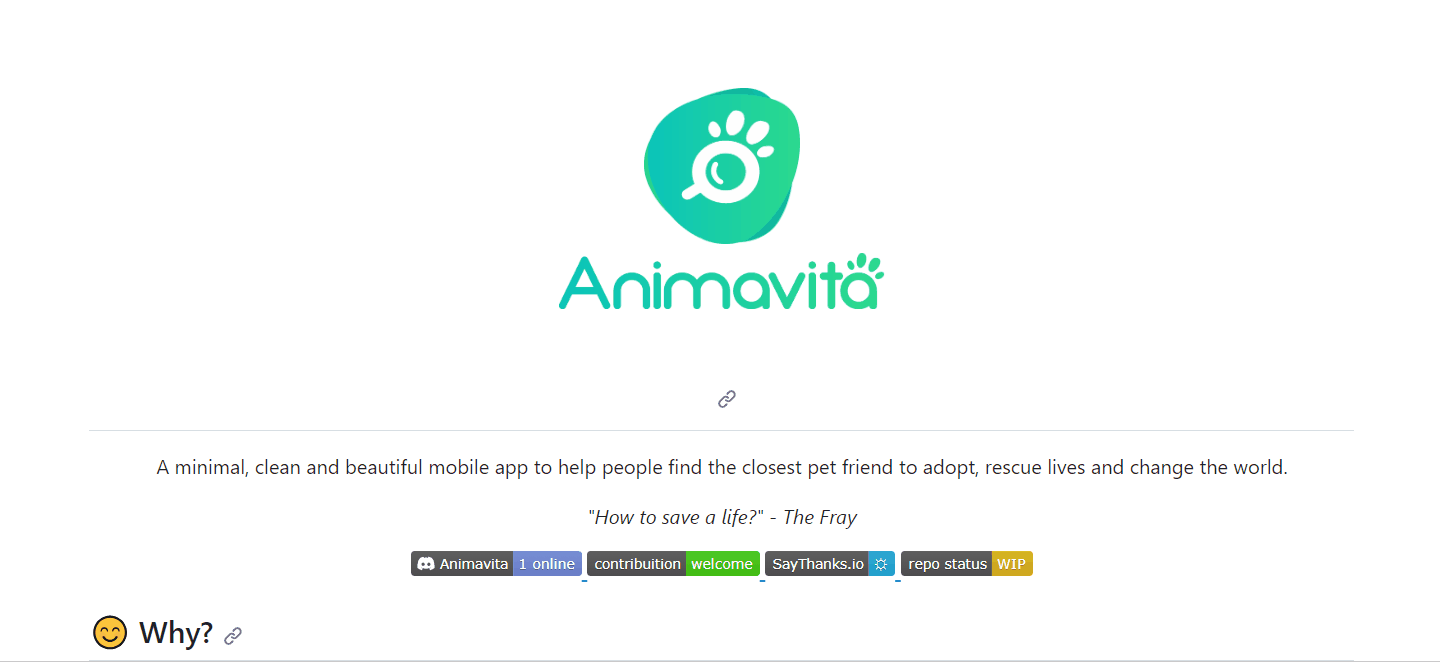 Animavita
A minimal, clean and beautiful mobile app to help people find the closest pet friend to adopt, rescue lives and change the world.
"How to save a life?" - The Fray
Animavita 1 online contribuition welcome SayThanks.io repo status WIP
Why?